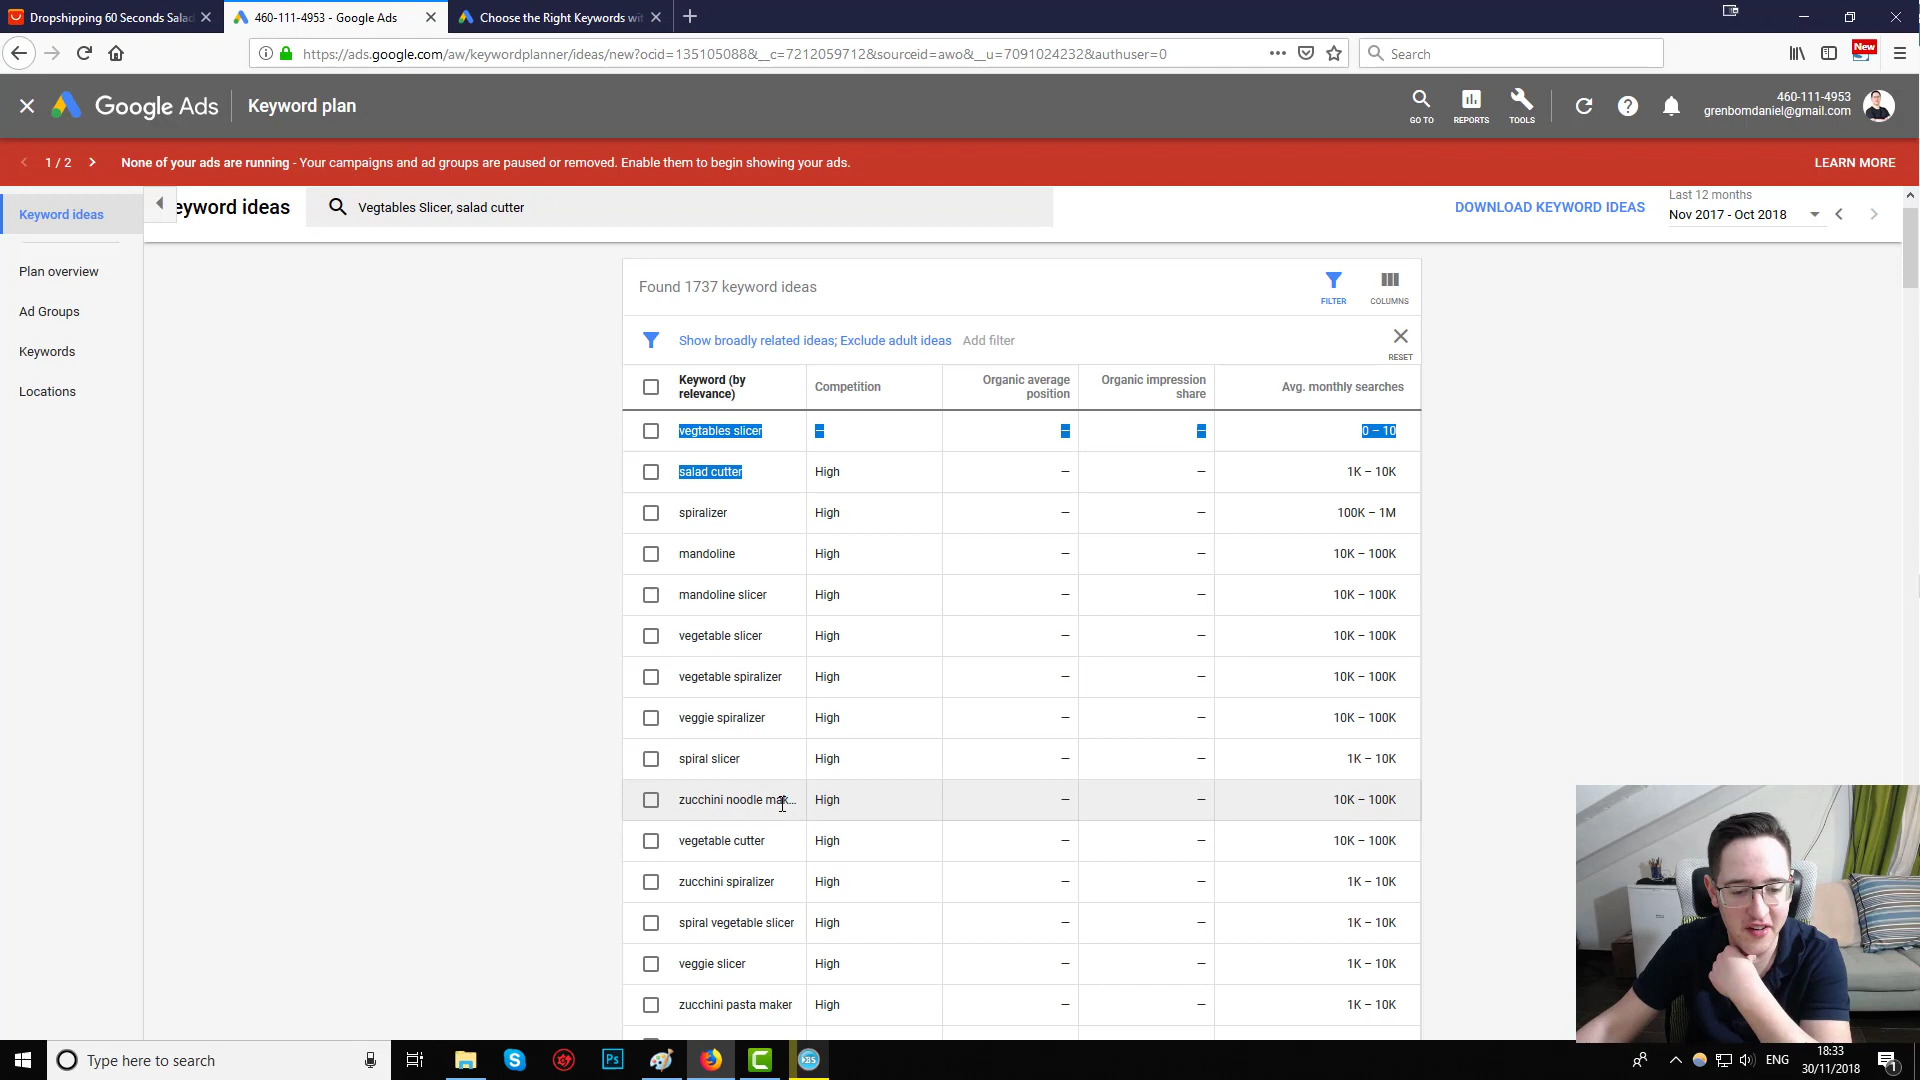 Dropshipping 60 Seconds Salad
460-111-4953 - Google Ads
Choose the Right Keywords wit
https://ads.google.com/aw/keywordplanner/ideas/new?ocid=135105088&__c=7212059712&sourceid=awo&__u=7091024232&authuser=0
Search
New
Google Ads
Keyword plan
GO TO
REPORTS
TOOLS
460-111-4953
grenbomdaniel@gmail.com
1 / 2
None of your ads are running - Your campaigns and ad groups are paused or removed. Enable them to begin showing your ads.
LEARN MORE
Keyword ideas
Plan overview
Ad Groups
Keywords
Locations
eyword ideas
Vegtables Slicer, salad cutter
DOWNLOAD KEYWORD IDEAS
Last 12 months
Nov 2017 - Oct 2018
Found 1737 keyword ideas
FILTER
COLUMNS
Show broadly related ideas; Exclude adult ideas Add filter
RESET
Keyword (by relevance) Competition Organic average position Organic impression share Avg. monthly searches
vegtables slicer – – – 0 – 10
salad cutter High – – 1K – 10K
spiralizer High – – 100K – 1M
mandoline High – – 10K – 100K
mandoline slicer High – – 10K – 100K
vegetable slicer High – – 10K – 100K
vegetable spiralizer High – – 10K – 100K
veggie spiralizer High – – 10K – 100K
spiral slicer High – – 1K – 10K
zucchini noodle mak... High – – 10K – 100K
vegetable cutter High – – 10K – 100K
zucchini spiralizer High – – 1K – 10K
spiral vegetable slicer High – – 1K – 10K
veggie slicer High – – 1K – 10K
zucchini pasta maker High – – 1K – 10K
Type here to search
Ps
ENG
18:33
30/11/2018
1